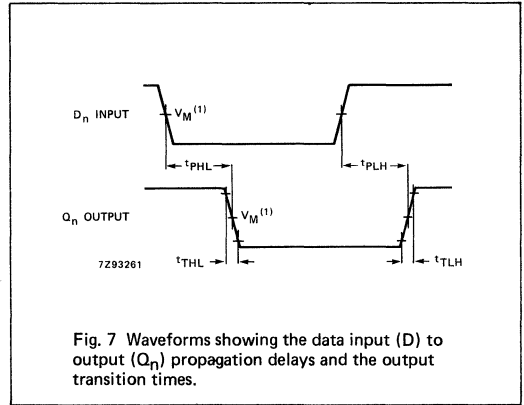 Dn INPUT
VM(1)
tPHL
tPLH
Qn OUTPUT
VM(1)
7Z93261
tTHL
tTLH
Fig. 7 Waveforms showing the data input (D) to
output (Qn) propagation delays and the output
transition times.